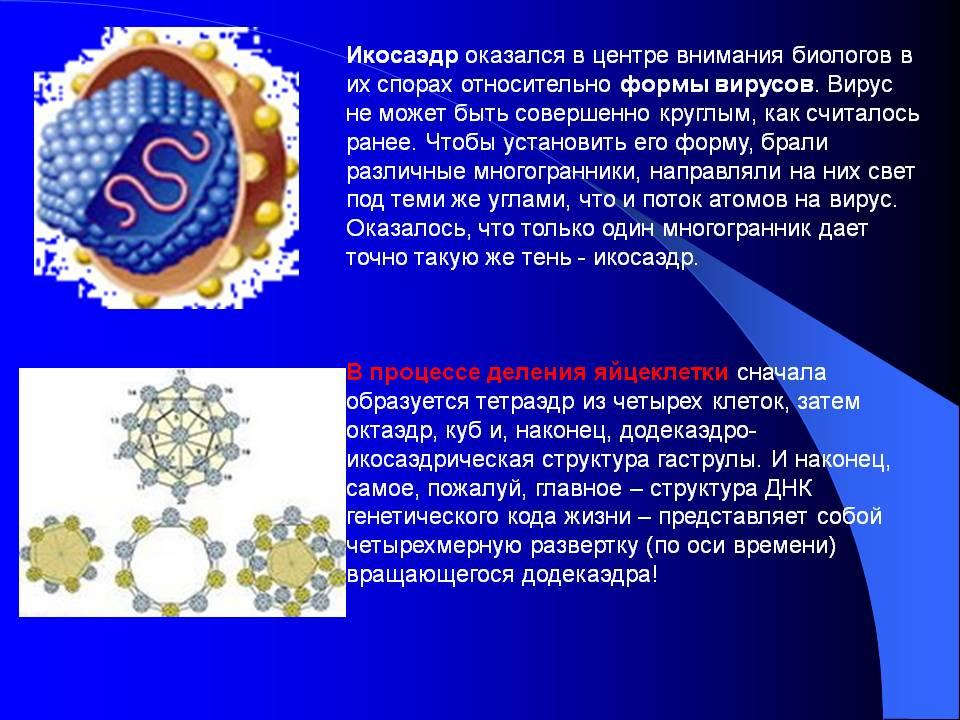 Икосаэдр оказался в центре внимания биологов в
их спорах относительно формы вирусов. Вирус
не может быть совершенно круглым, как считалось
ранее. Чтобы установить его форму, брали
различные многогранники, направляли на них свет
под теми же углами, что и поток атомов на вирус.
Оказалось, что только один многогранник дает
точно такую же тень - икосаэдр.
В процессе деления яйцеклетки сначала
образуется тетраэдр из четырех клеток, затем
октаэдр, куб и, наконец, додекаэдро-
икосаэдрическая структура гаструлы. И наконец,
самое, пожалуй, главное – структура ДНК
генетического кода жизни – представляет собой
четырехмерную развертку (по оси времени)
вращающегося додекаэдра!